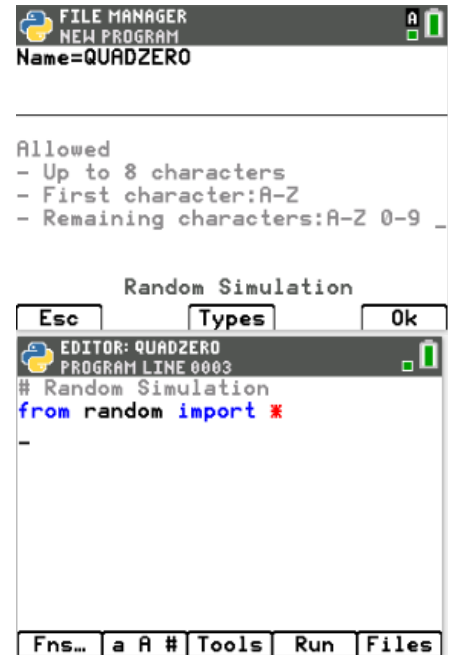 FILE MANAGER
NEW PROGRAM
A
Name=QUADZERO
Allowed
- Up to 8 characters
- First character:A-Z
- Remaining characters:A-Z 0-9 _
Random Simulation
Esc Types Ok
EDITOR: QUADZERO
PROGRAM LINE 0003
# Random Simulation
from random import *
_
Fns… a A # Tools Run Files